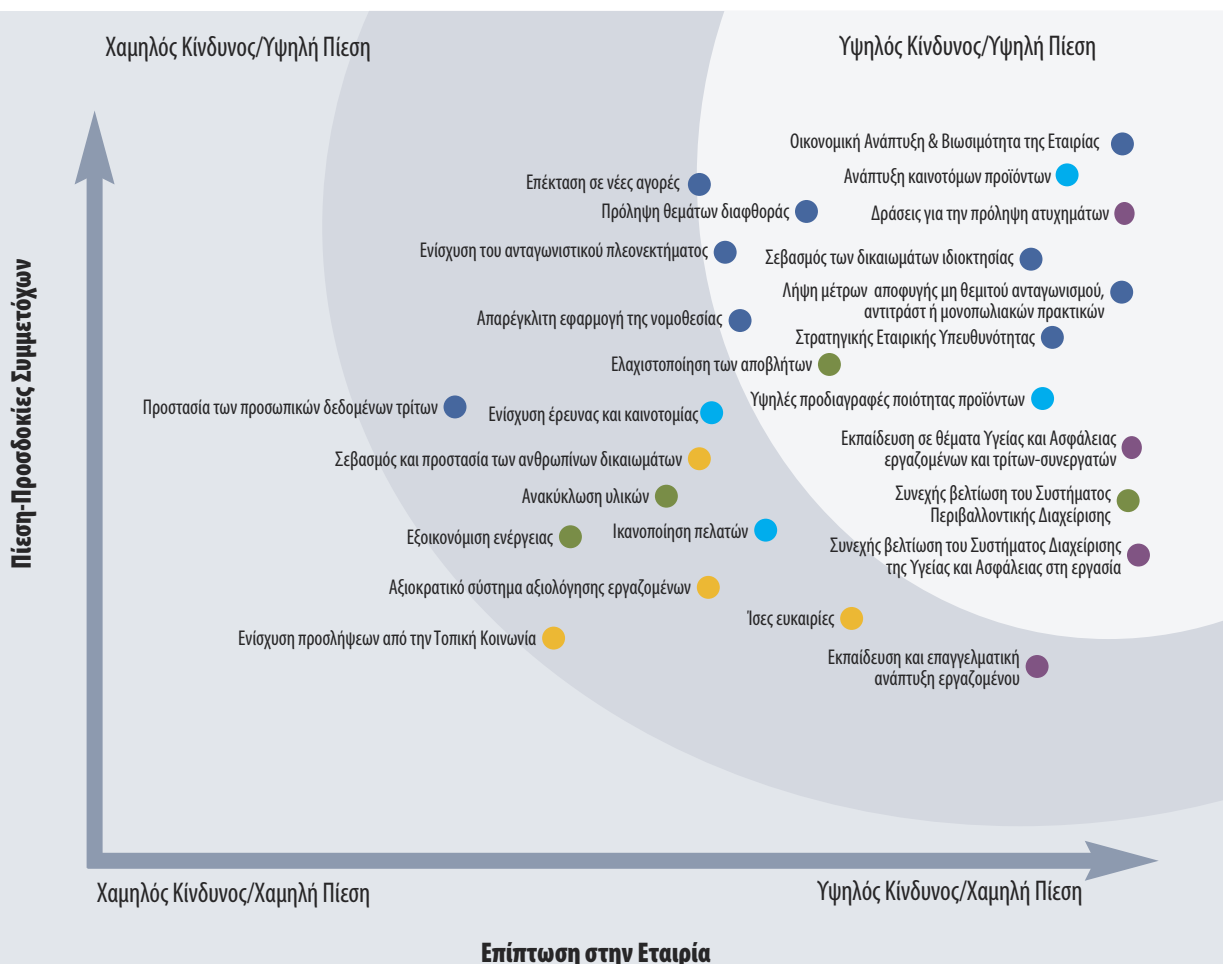 Χαμηλός Κίνδυνος/Υψηλή Πίεση
Υψηλός Κίνδυνος/Υψηλή Πίεση
Οικονομική Ανάπτυξη & Βιωσιμότητα της Εταιρίας
Επέκταση σε νέες αγορές
Ανάπτυξη καινοτόμων προϊόντων
Πρόληψη θεμάτων διαφθοράς
Δράσεις για την πρόληψη ατυχημάτων
Ενίσχυση του ανταγωνιστικού πλεονεκτήματος
Σεβασμός των δικαιωμάτων ιδιοκτησίας
Λήψη μέτρων αποφυγής μη θεμιτού ανταγωνισμού,
αντιτράστ ή μονοπωλιακών πρακτικών
Απαρέγκλιτη εφαρμογή της νομοθεσίας
Στρατηγικής Εταιρικής Υπευθυνότητας
Ελαχιστοποίηση των αποβλήτων
Προστασία των προσωπικών δεδομένων τρίτων
Ενίσχυση έρευνας και καινοτομίας
Υψηλές προδιαγραφές ποιότητας προϊόντων
Εκπαίδευση σε θέματα Υγείας και Ασφάλειας
εργαζομένων και τρίτων-συνεργατών
Σεβασμός και προστασία των ανθρωπίνων δικαιωμάτων
Ανακύκλωση υλικών
Συνεχής βελτίωση του Συστήματος
Περιβαλλοντικής Διαχείρισης
Εξοικονόμιση ενέργειας
Ικανοποίηση πελατών
Συνεχής βελτίωση του Συστήματος Διαχείρισης
της Υγείας και Ασφάλειας στη εργασία
Αξιοκρατικό σύστημα αξιολόγησης εργαζομένων
Ίσες ευκαιρίες
Ενίσχυση προσλήψεων από την Τοπική Κοινωνία
Εκπαίδευση και επαγγελματική
ανάπτυξη εργαζομένου
Πίεση-Προσδοκίες Συμμετόχων
Χαμηλός Κίνδυνος/Χαμηλή Πίεση
Υψηλός Κίνδυνος/Χαμηλή Πίεση
Επίπτωση στην Εταιρία